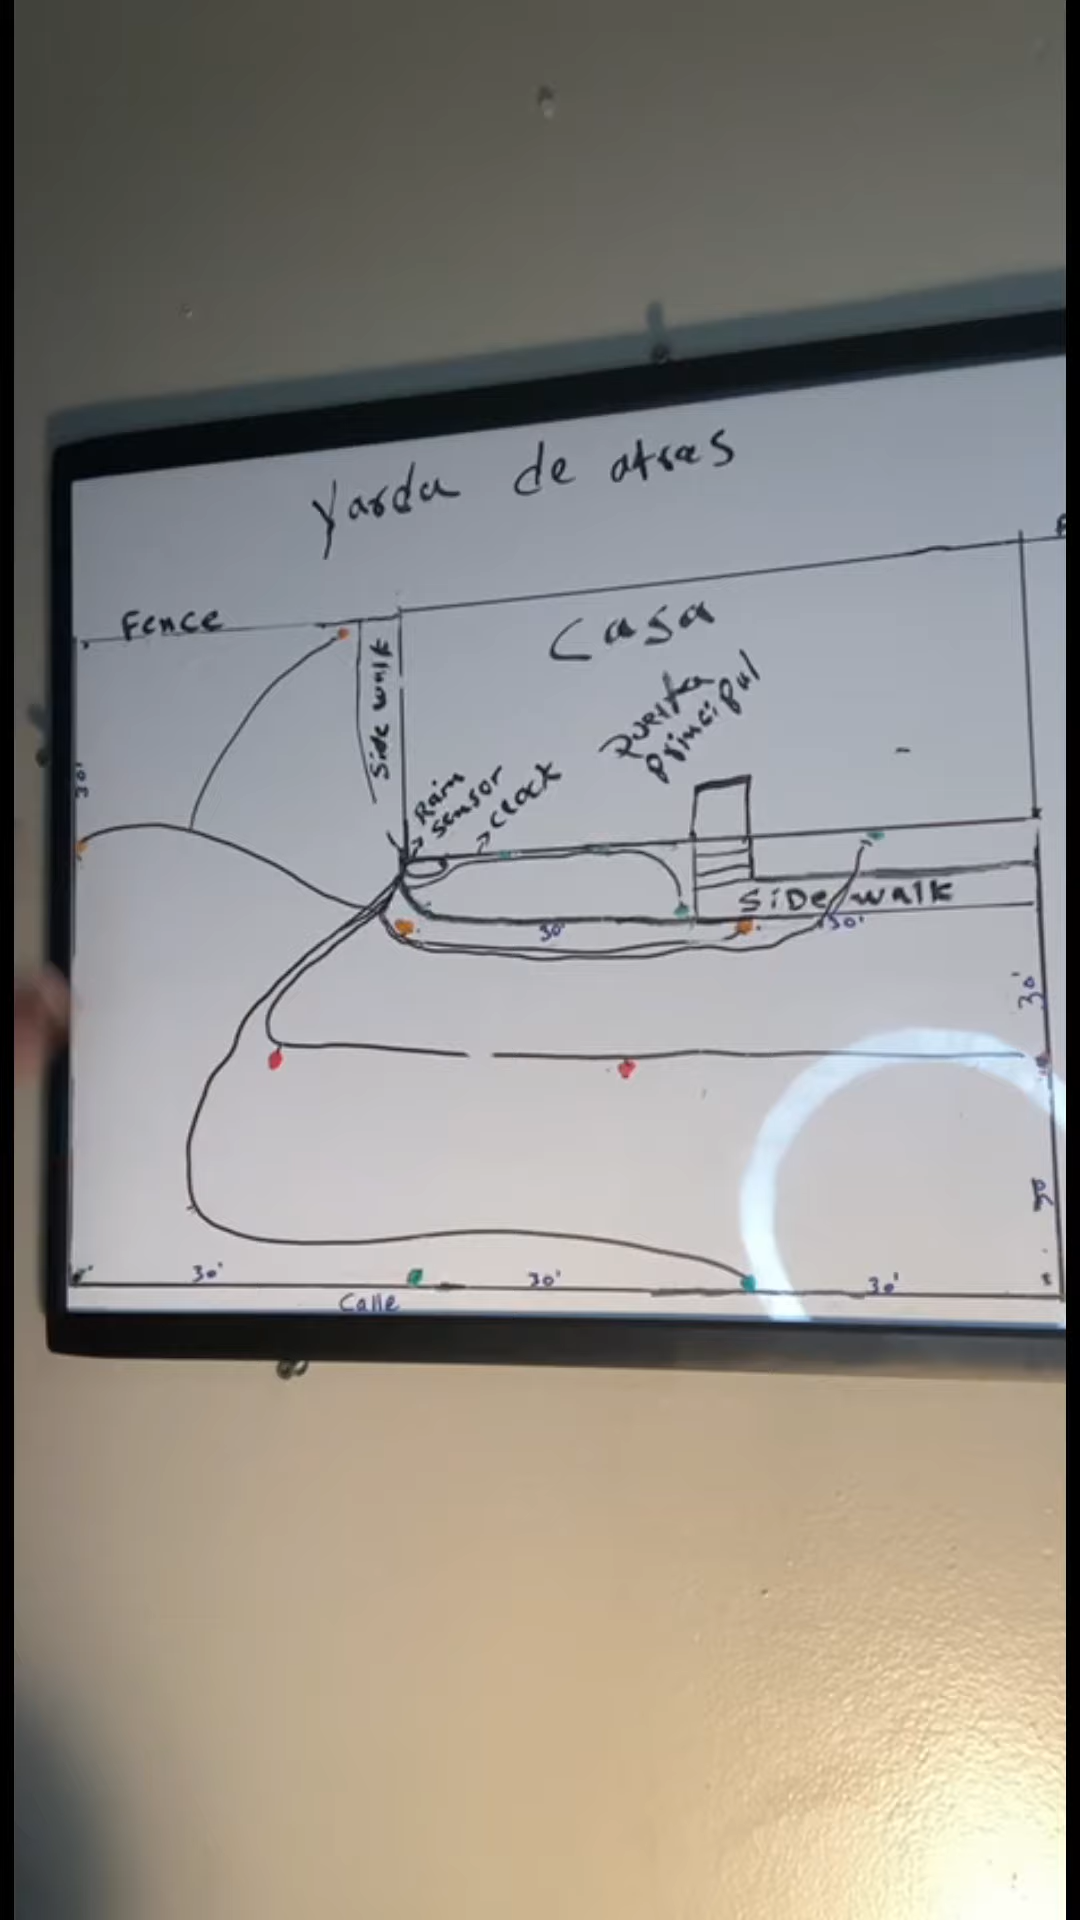 Yarda de atras
Fence
Casa
Side walk
Puerta
principal
30'
Rain
sensor
clock
SiDe walk
30'
30'
30'
30'
30'
30'
Calle